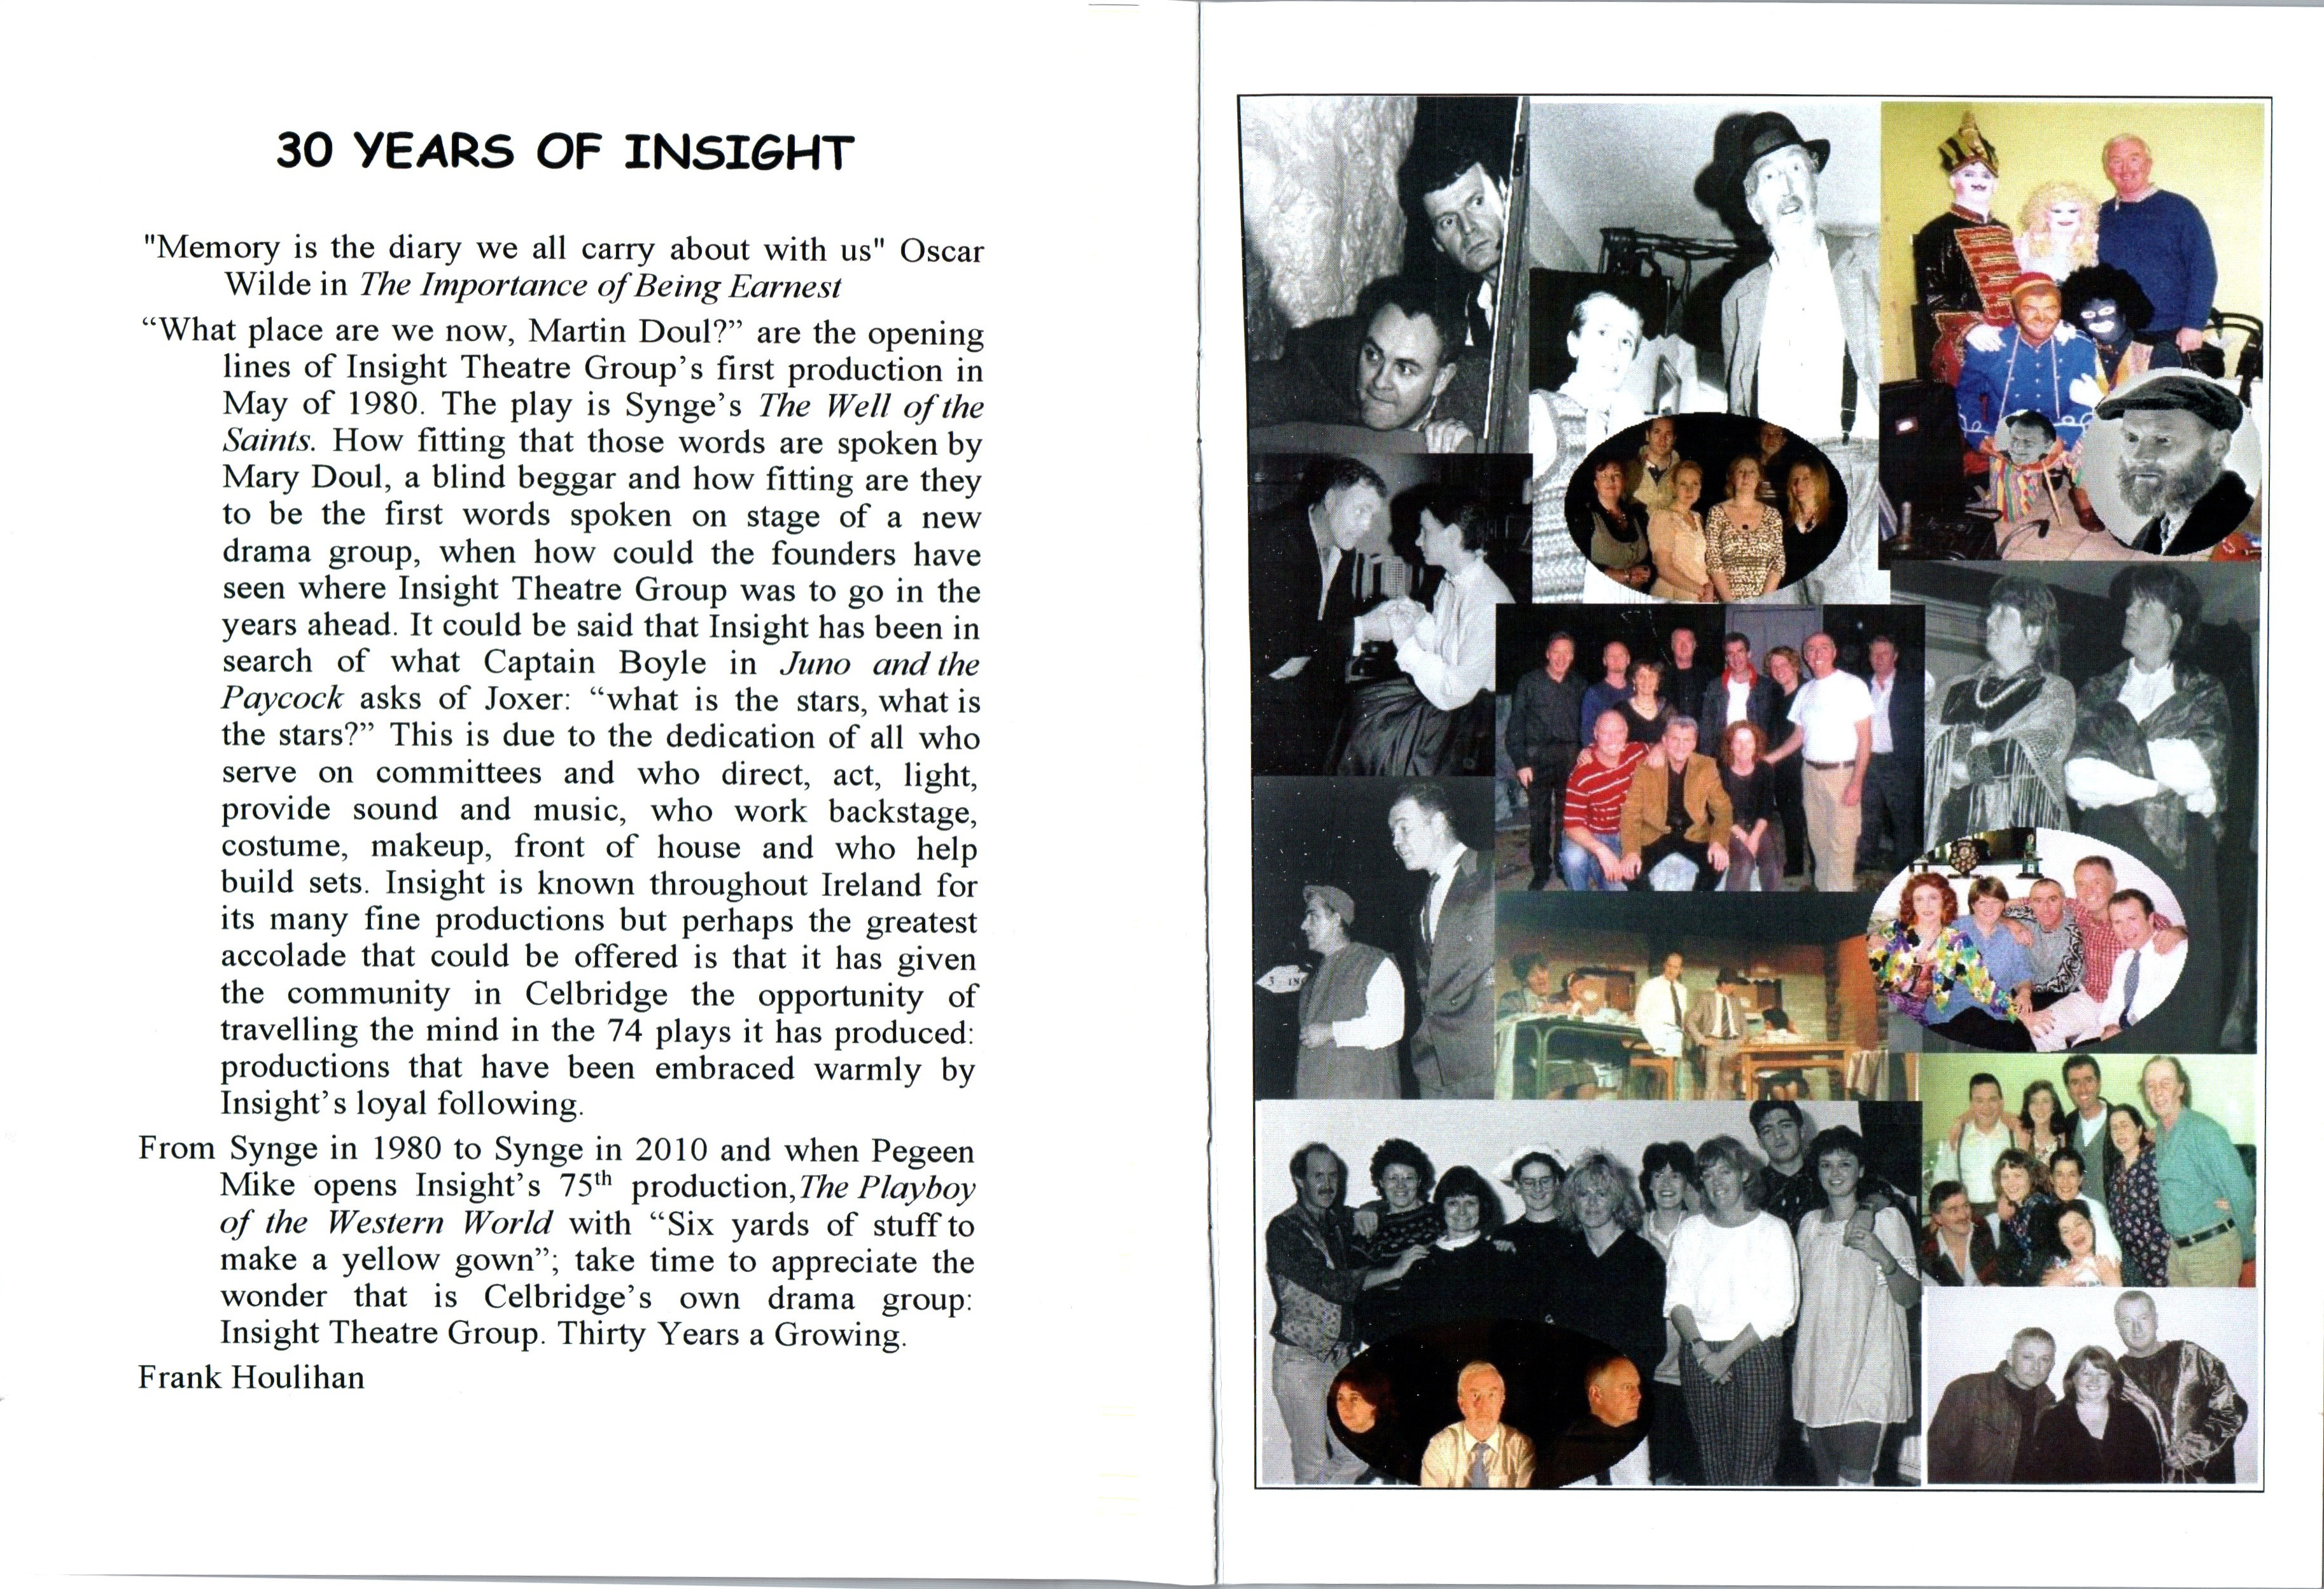 30 YEARS OF INSIGHT
"Memory is the diary we all carry about with us" Oscar
Wilde in The Importance of Being Earnest
“What place are we now, Martin Doul?” are the opening
lines of Insight Theatre Group’s first production in
May of 1980. The play is Synge’s The Well of the
Saints. How fitting that those words are spoken by
Mary Doul, a blind beggar and how fitting are they
to be the first words spoken on stage of a new
drama group, when how could the founders have
seen where Insight Theatre Group was to go in the
years ahead. It could be said that Insight has been in
search of what Captain Boyle in Juno and the
Paycock asks of Joxer: “what is the stars, what is
the stars?” This is due to the dedication of all who
serve on committees and who direct, act, light,
provide sound and music, who work backstage,
costume, makeup, front of house and who help
build sets. Insight is known throughout Ireland for
its many fine productions but perhaps the greatest
accolade that could be offered is that it has given
the community in Celbridge the opportunity of
travelling the mind in the 74 plays it has produced:
productions that have been embraced warmly by
Insight’s loyal following.
From Synge in 1980 to Synge in 2010 and when Pegeen
Mike opens Insight’s 75th production, The Playboy
of the Western World with “Six yards of stuff to
make a yellow gown”; take time to appreciate the
wonder that is Celbridge’s own drama group:
Insight Theatre Group. Thirty Years a Growing.
Frank Houlihan